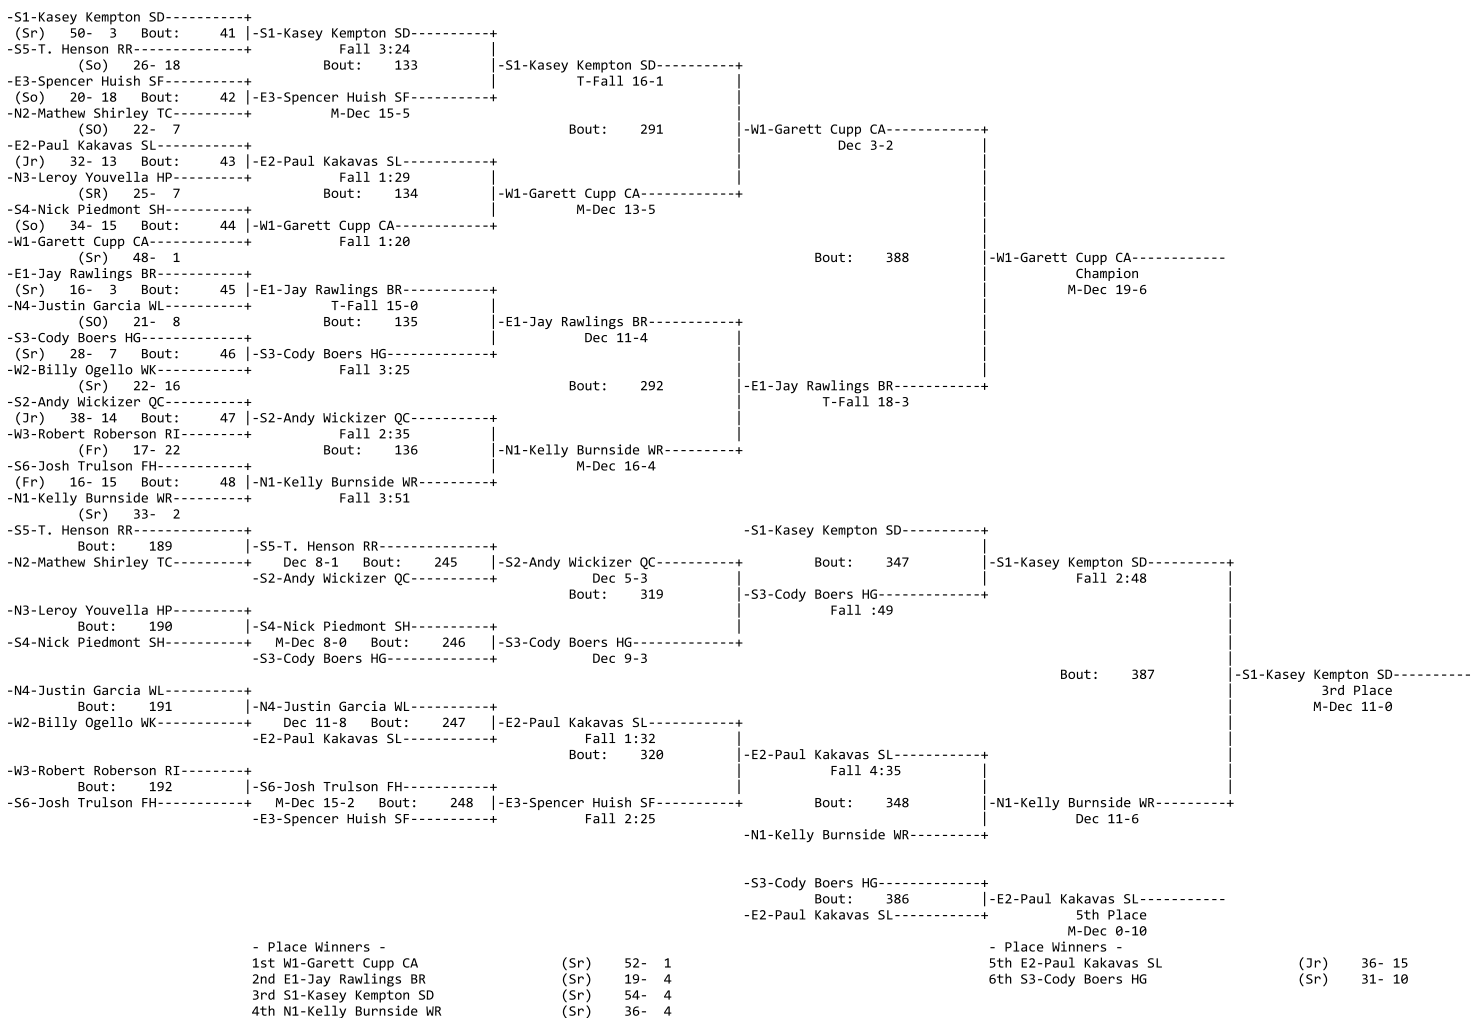 -S1-Kasey Kempton SD----------+
(Sr)   50-  3   Bout:     41 |-S1-Kasey Kempton SD----------+
-S5-T. Henson RR--------------+           Fall 3:24          |
(So)   26- 18                  Bout:    133         |-S1-Kasey Kempton SD----------+
-E3-Spencer Huish SF----------+                              |          T-Fall 16-1         |
(So)   20- 18   Bout:     42 |-E3-Spencer Huish SF----------+                              |
-N2-Mathew Shirley TC---------+          M-Dec 15-5                                         |
(SO)   22-  7                                                 Bout:    291         |-W1-Garett Cupp CA------------+
-E2-Paul Kakavas SL-----------+                                                             |            Dec 3-2           |
(Jr)   32- 13   Bout:     43 |-E2-Paul Kakavas SL-----------+                              |                              |
-N3-Leroy Youvella HP---------+           Fall 1:29          |                              |                              |
(SR)   25-  7                  Bout:    134         |-W1-Garett Cupp CA------------+                              |
-S4-Nick Piedmont SH----------+                              |          M-Dec 13-5                                         |
(So)   34- 15   Bout:     44 |-W1-Garett Cupp CA------------+                                                             |
-W1-Garett Cupp CA------------+           Fall 1:20                                                                        |
(Sr)   48-  1                                                                                Bout:    388         |-W1-Garett Cupp CA------------
-E1-Jay Rawlings BR-----------+                                                                                            |           Champion
(Sr)   16-  3   Bout:     45 |-E1-Jay Rawlings BR-----------+                                                             |          M-Dec 19-6
-N4-Justin Garcia WL----------+          T-Fall 15-0         |                                                             |
(SO)   21-  8                  Bout:    135         |-E1-Jay Rawlings BR-----------+                              |
-S3-Cody Boers HG-------------+                              |           Dec 11-4           |                              |
(Sr)   28-  7   Bout:     46 |-S3-Cody Boers HG-------------+                              |                              |
-W2-Billy Ogello WK-----------+           Fall 3:25                                         |                              |
(Sr)   22- 16                                                 Bout:    292         |-E1-Jay Rawlings BR-----------+
-S2-Andy Wickizer QC----------+                                                             |          T-Fall 18-3
(Jr)   38- 14   Bout:     47 |-S2-Andy Wickizer QC----------+                              |
-W3-Robert Roberson RI--------+           Fall 2:35          |                              |
(Fr)   17- 22                  Bout:    136         |-N1-Kelly Burnside WR---------+
-S6-Josh Trulson FH-----------+                              |          M-Dec 16-4
(Fr)   16- 15   Bout:     48 |-N1-Kelly Burnside WR---------+
-N1-Kelly Burnside WR---------+           Fall 3:51
(Sr)   33-  2
-S5-T. Henson RR--------------+                                                              -S1-Kasey Kempton SD----------+
Bout:    189         |-S5-T. Henson RR--------------+                                                             |
-N2-Mathew Shirley TC---------+    Dec 8-1   Bout:    245    |-S2-Andy Wickizer QC----------+         Bout:    347         |-S1-Kasey Kempton SD----------+
-S2-Andy Wickizer QC----------+            Dec 5-3           |                              |           Fall 2:48          |
Bout:    319         |-S3-Cody Boers HG-------------+                              |
-N3-Leroy Youvella HP---------+                                                             |           Fall :49                                          |
Bout:    190         |-S4-Nick Piedmont SH----------+                              |                                                             |
-S4-Nick Piedmont SH----------+   M-Dec 8-0   Bout:    246   |-S3-Cody Boers HG-------------+                                                             |
-S3-Cody Boers HG-------------+            Dec 9-3                                                                          |
Bout:    387         |-S1-Kasey Kempton SD----------
-N4-Justin Garcia WL----------+                                                                                                                           |           3rd Place
Bout:    191         |-N4-Justin Garcia WL----------+                                                                                            |          M-Dec 11-0
-W2-Billy Ogello WK-----------+    Dec 11-8   Bout:    247   |-E2-Paul Kakavas SL-----------+                                                             |
-E2-Paul Kakavas SL-----------+           Fall 1:32          |                                                             |
Bout:    320         |-E2-Paul Kakavas SL-----------+                              |
-W3-Robert Roberson RI--------+                                                             |           Fall 4:35          |                              |
Bout:    192         |-S6-Josh Trulson FH-----------+                              |                              |                              |
-S6-Josh Trulson FH-----------+   M-Dec 15-2   Bout:    248  |-E3-Spencer Huish SF----------+         Bout:    348         |-N1-Kelly Burnside WR---------+
-E3-Spencer Huish SF----------+           Fall 2:25                                         |           Dec 11-6
-N1-Kelly Burnside WR---------+
-S3-Cody Boers HG-------------+
Bout:    386         |-E2-Paul Kakavas SL-----------
-E2-Paul Kakavas SL-----------+           5th Place
M-Dec 0-10
- Place Winners -                                                                            - Place Winners -
1st W1-Garett Cupp CA                  (Sr)    52-  1                                        5th E2-Paul Kakavas SL                 (Jr)    36- 15
2nd E1-Jay Rawlings BR                 (Sr)    19-  4                                        6th S3-Cody Boers HG                   (Sr)    31- 10
3rd S1-Kasey Kempton SD                (Sr)    54-  4
4th N1-Kelly Burnside WR               (Sr)    36-  4